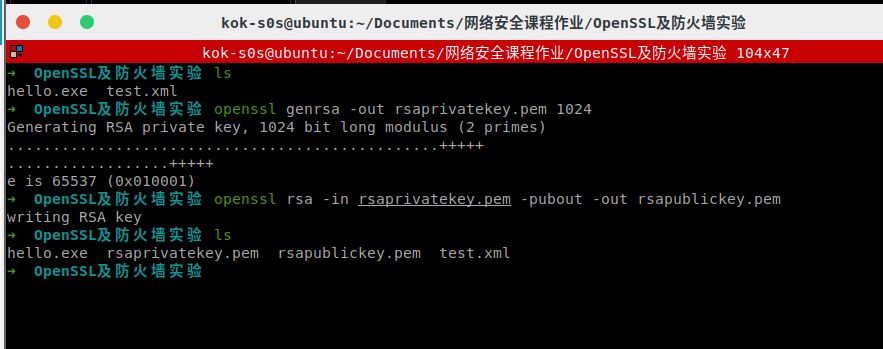 kok-s0s@ubuntu:~/Documents/网络安全课程作业/OpenSSL及防火墙实验
kok-s0s@ubuntu:~/Documents/网络安全课程作业/OpenSSL及防火墙实验 104x47
➜ OpenSSL及防火墙实验 ls
hello.exe test.xml
➜ OpenSSL及防火墙实验 openssl genrsa -out rsaprivatekey.pem 1024
Generating RSA private key, 1024 bit long modulus (2 primes)
................................................+++++
..................+++++
e is 65537 (0x010001)
➜ OpenSSL及防火墙实验 openssl rsa -in rsaprivatekey.pem -pubout -out rsapublickey.pem
writing RSA key
➜ OpenSSL及防火墙实验 ls
hello.exe rsaprivatekey.pem rsapublickey.pem test.xml
➜ OpenSSL及防火墙实验